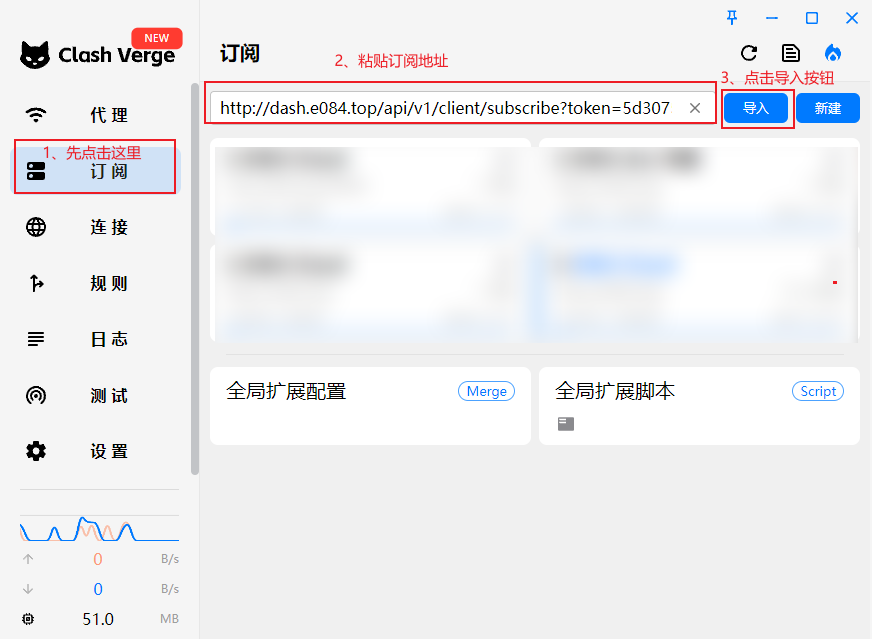 NEW
Clash Verge
代理
1、先点击这里
订阅
连接
规则
日志
测试
设置
0 B/s
0 B/s
51.0 MB
订阅
2、粘贴订阅地址
3、点击导入按钮
http://dash.e084.top/api/v1/client/subscribe?token=5d307
导入
新建
全局扩展配置
Merge
全局扩展脚本
Script